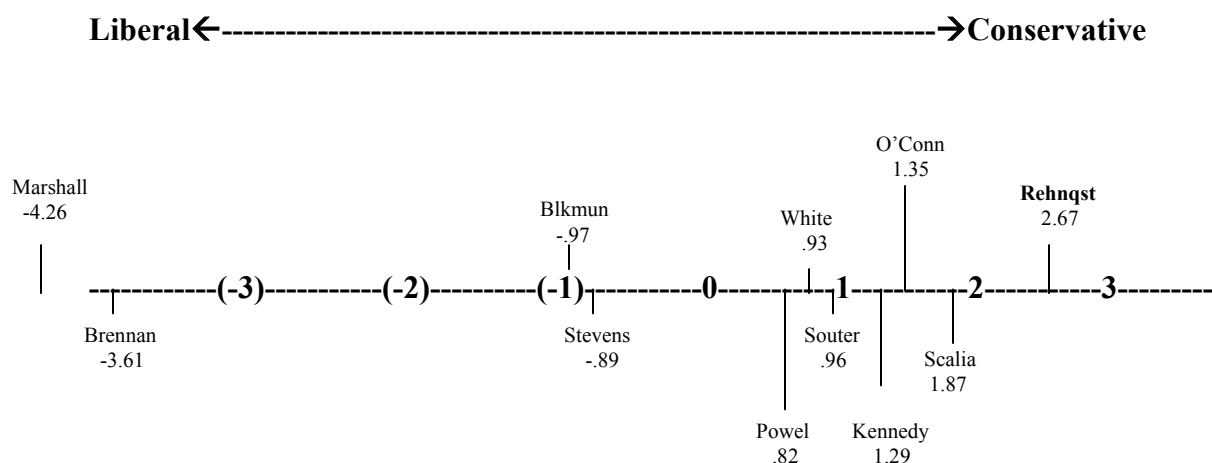 Liberal←--------------------------------------------------→Conservative
O'Conn
1.35
Marshall
-4.26
Rehnqst
2.67
Blkmun
-.97
White
.93
----------(-3)----------(-2)----------(-1)-----------0----------1----------2----------3--------
Brennan
-3.61
Stevens
-.89
Souter
.96
Scalia
1.87
Powel
.82
Kennedy
1.29